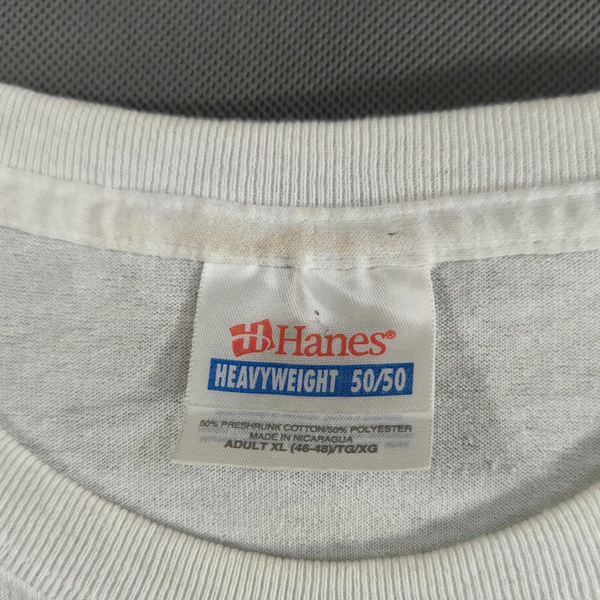 Hanes®
HEAVYWEIGHT 50/50
50% PRESHRUNK COTTON/50% POLYESTER
MADE IN NICARAGUA
ADULT XL (46-48)/TG/XG